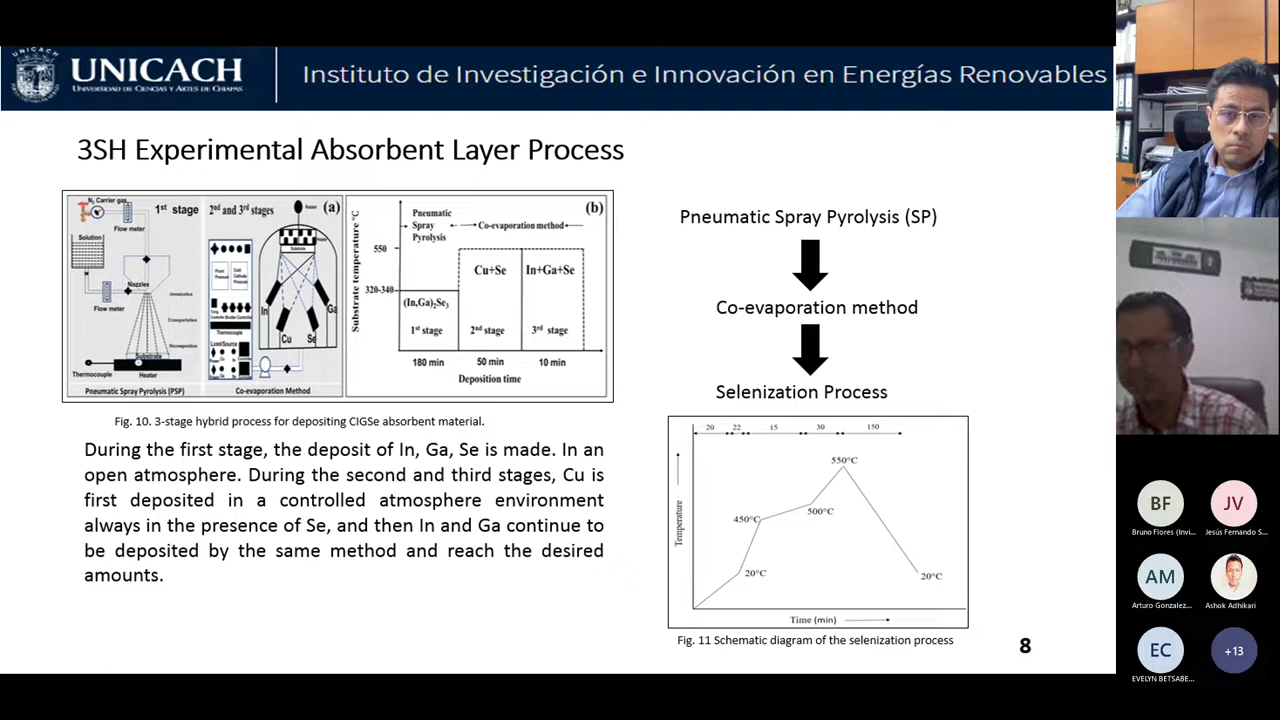 UNICACH
UNICACH
UNIVERSIDAD DE CIENCIAS Y ARTES DE CHIAPAS
Instituto de Investigación e Innovación en Energías Renovables
3SH Experimental Absorbent Layer Process
N₂ Carrier gas
1st stage
Flow meter
Solution
Nozzles
Flow meter
Atomization
Transportation
Decomposition
Substrate
Thermocouple
Heater
Pneumatic Spray Pyrolysis (PSP)
2nd and 3rd stages
(a)
Substrate
In
Ga
Cu
Se
Thermocouple
Co-evaporation Method
(b)
Substrate temperature °C
Pneumatic
Spray
Pyrolysis
Co-evaporation method
550
320-340
Cu+Se
In+Ga+Se
(In,Ga)₂Se₃
1st stage
2nd stage
3rd stage
180 min
50 min
10 min
Deposition time
Fig. 10. 3-stage hybrid process for depositing CIGSe absorbent material.
During the first stage, the deposit of In, Ga, Se is made. In an
open atmosphere. During the second and third stages, Cu is
first deposited in a controlled atmosphere environment
always in the presence of Se, and then In and Ga continue to
be deposited by the same method and reach the desired
amounts.
Pneumatic Spray Pyrolysis (SP)
Co-evaporation method
Selenization Process
20 22 15 30 150
Temperature
550°C
450°C
500°C
20°C
20°C
Time (min)
Fig. 11 Schematic diagram of the selenization process
8
BF
JV
Bruno Flores (Invi...
Jesús Fernando S...
AM
Arturo Gonzalez...
Ashok Adhikari
EC
+13
EVELYN BETSABE...